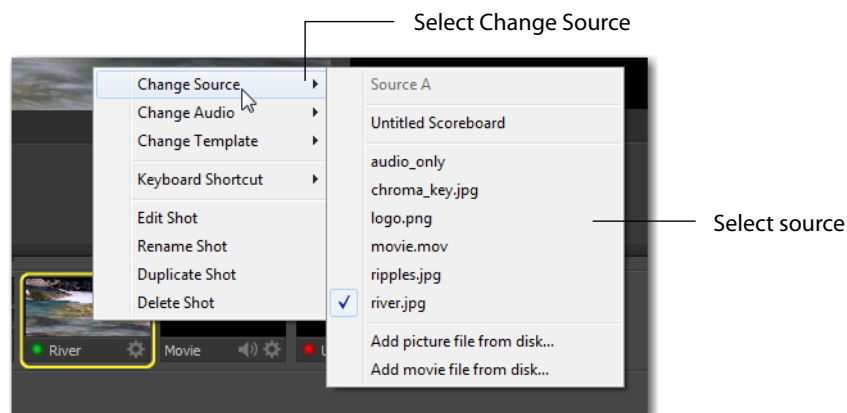 Select Change Source
Change Source
Change Audio
Change Template
Keyboard Shortcut
Edit Shot
Rename Shot
Duplicate Shot
Delete Shot
Source A
Untitled Scoreboard
audio_only
chroma_key.jpg
logo.png
movie.mov
ripples.jpg
river.jpg
Add picture file from disk...
Add movie file from disk...
Select source
River
Movie